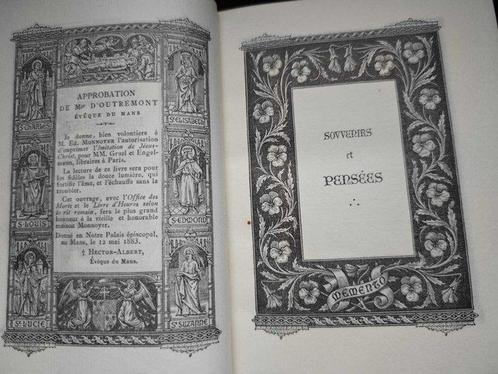 APPROBATION
DE Mgr D'OUTREMONT
ÉVÊQUE DU MANS
Je donne, bien volontiers à
M. Ed. MONNOYER l'autorisation
d'imprimer l'Imitation de Jésus-
Christ, pour MM. Gruel et Engel-
mann, libraires à Paris.
La lecture de ce livre sera pour
les fidèles la douce lumière, qui
fortifie l'âme, et l'échauffe sans la
troubler.
Cet ouvrage, avec l'Office des
Morts et le Livre d'Heures selon
le rit romain, fera le plus grand
honneur à la vieille et honorable
maison Monnoyer.
Donné en Notre Palais épiscopal,
au Mans, le 12 mai 1883.
† HECTOR-ALBERT,
Évêque du Mans.
Sᵗ LOUIS
Sᵗᵉ LUCIE
Sᵗᵉ ELISABETH
Sᵗ EDMOND
Sᵗᵉ SUZANNE
SOUVENIRS
et
PENSÉES
MEMENTO